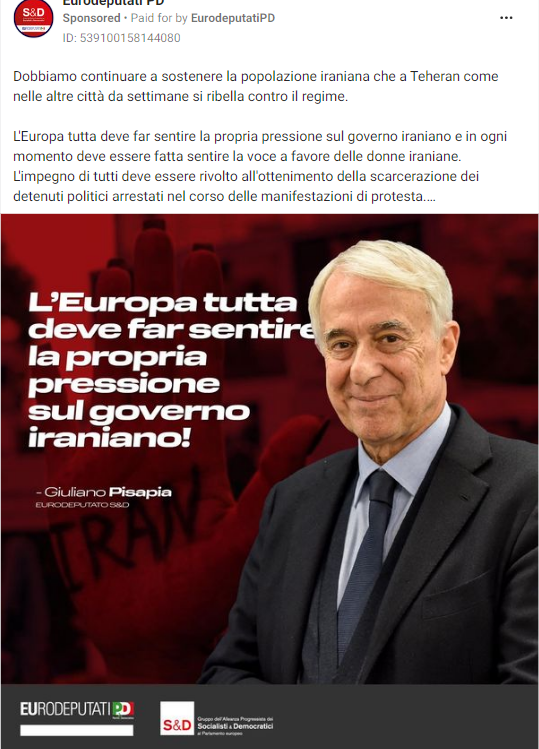 Eurodeputati PD
Sponsored • Paid for by EurodeputatiPD
ID: 539100158144080
Dobbiamo continuare a sostenere la popolazione iraniana che a Teheran come
nelle altre città da settimane si ribella contro il regime.
L'Europa tutta deve far sentire la propria pressione sul governo iraniano e in ogni
momento deve essere fatta sentire la voce a favore delle donne iraniane.
L'impegno di tutti deve essere rivolto all'ottenimento della scarcerazione dei
detenuti politici arrestati nel corso delle manifestazioni di protesta....
L'Europa tutta
deve far sentire
la propria
pressione
sul governo
iraniano!
- Giuliano Pisapia
EURODEPUTATO S&D
IRAN
EURODEPUTATI PD
S&D
Gruppo dell'Alleanza Progressista dei
Socialisti & Democratici
al Parlamento europeo